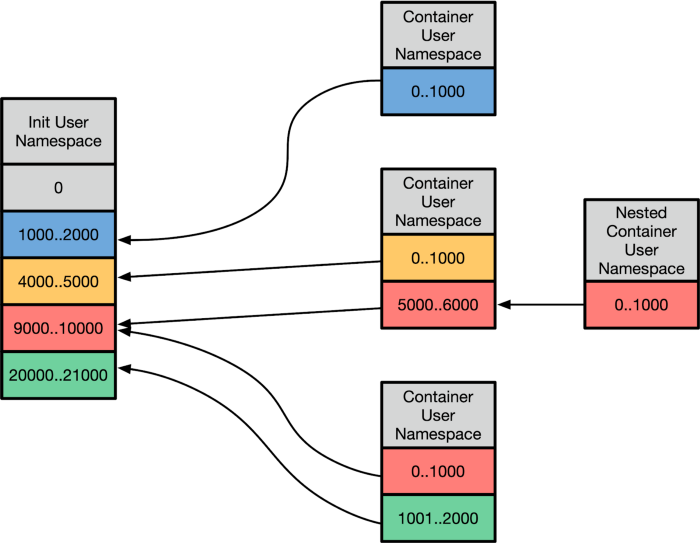 Init User
Namespace
0
1000..2000
4000..5000
9000..10000
20000..21000
Container
User
Namespace
0..1000
Container
User
Namespace
0..1000
5000..6000
Container
User
Namespace
0..1000
1001..2000
Nested
Container
User
Namespace
0..1000